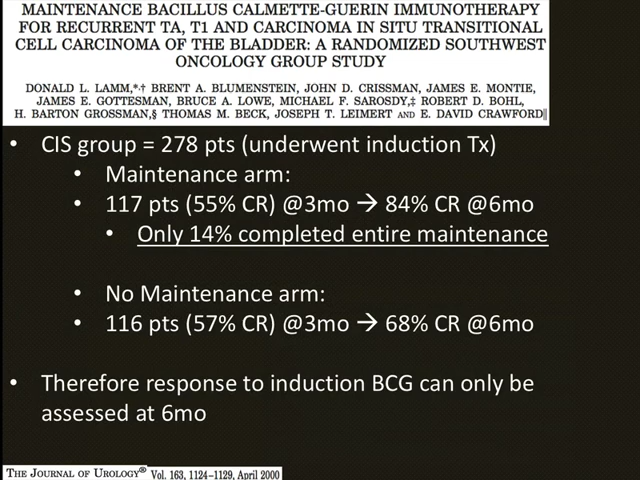 MAINTENANCE BACILLUS CALMETTE-GUERIN IMMUNOTHERAPY
FOR RECURRENT TA, T1 AND CARCINOMA IN SITU TRANSITIONAL
CELL CARCINOMA OF THE BLADDER: A RANDOMIZED SOUTHWEST
ONCOLOGY GROUP STUDY
DONALD L. LAMM,*,† BRENT A. BLUMENSTEIN, JOHN D. CRISSMAN, JAMES E. MONTIE,
JAMES E. GOTTESMAN, BRUCE A. LOWE, MICHAEL F. SAROSDY,‡ ROBERT D. BOHL,
H. BARTON GROSSMAN,§ THOMAS M. BECK, JOSEPH T. LEIMERT AND E. DAVID CRAWFORD||
• CIS group = 278 pts (underwent induction Tx)
• Maintenance arm:
• 117 pts (55% CR) @3mo → 84% CR @6mo
• Only 14% completed entire maintenance
• No Maintenance arm:
• 116 pts (57% CR) @3mo → 68% CR @6mo
• Therefore response to induction BCG can only be
assessed at 6mo
THE JOURNAL OF UROLOGY® Vol. 163, 1124–1129, April 2000